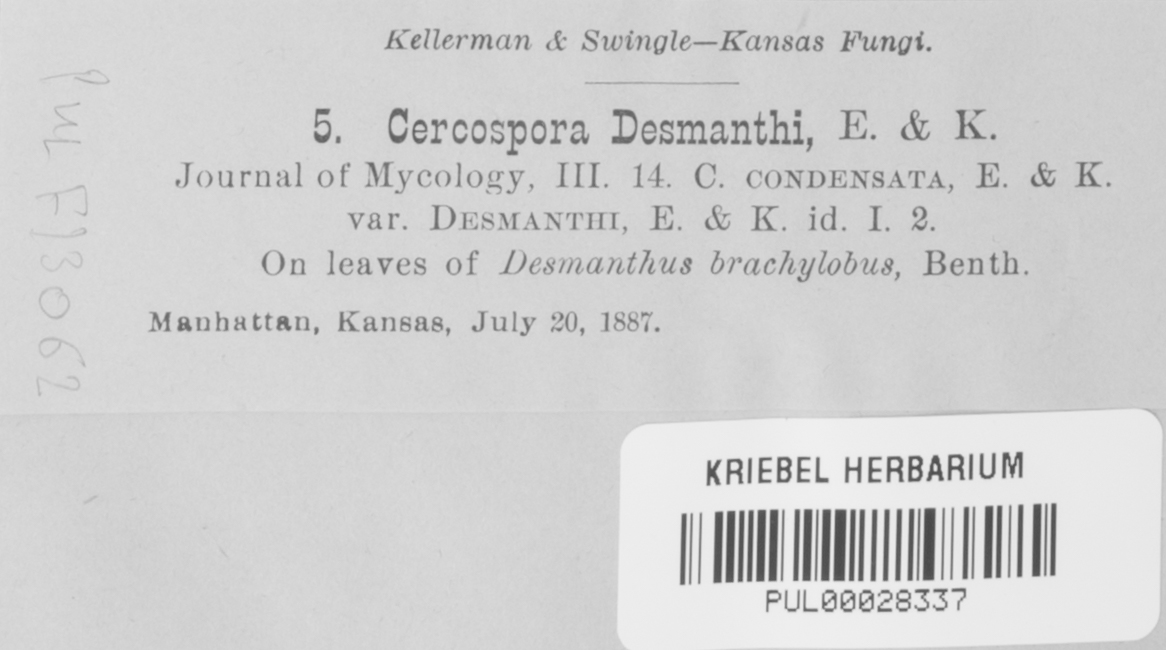 Kellerman & Swingle—Kansas Fungi.
5. Cercospora Desmanthi, E. & K.
Journal of Mycology, III. 14. C. CONDENSATA, E. & K.
var. DESMANTHI, E. & K. id. I. 2.
On leaves of Desmanthus brachylobus, Benth.
Manhattan, Kansas, July 20, 1887.
PUL F13062
KRIEBEL HERBARIUM
PUL00028337